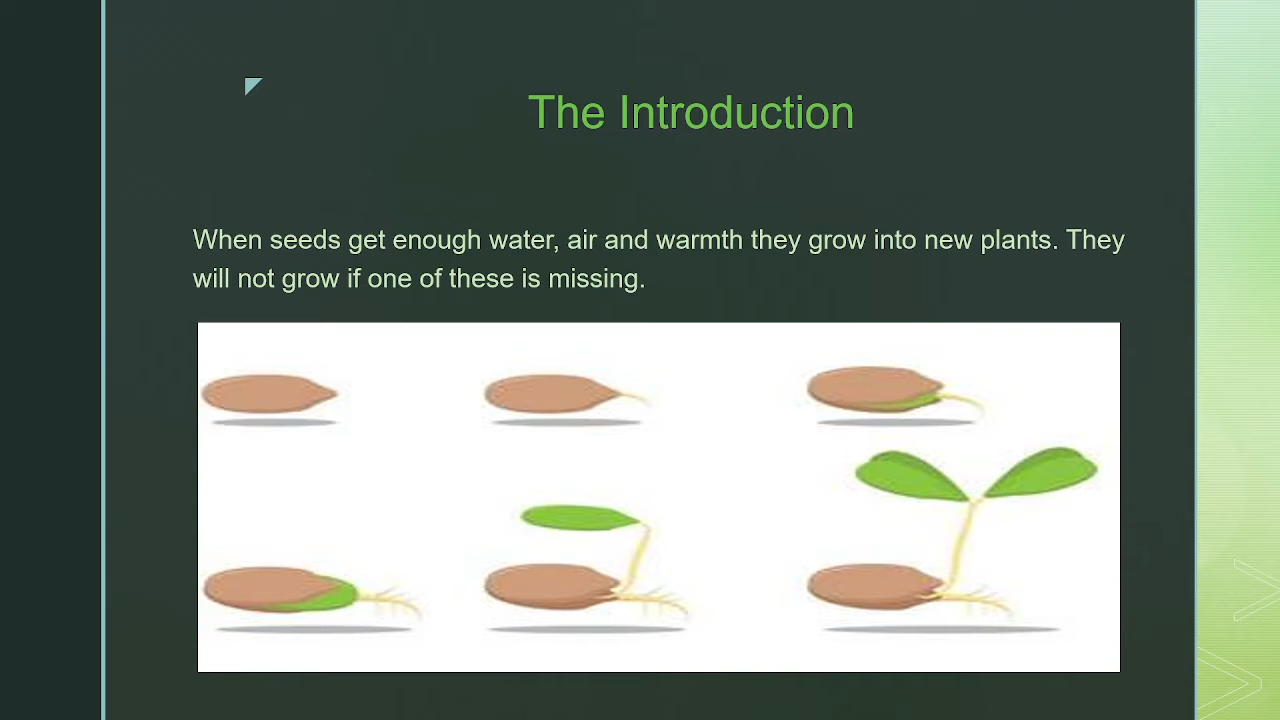 The Introduction
When seeds get enough water, air and warmth they grow into new plants. They
will not grow if one of these is missing.